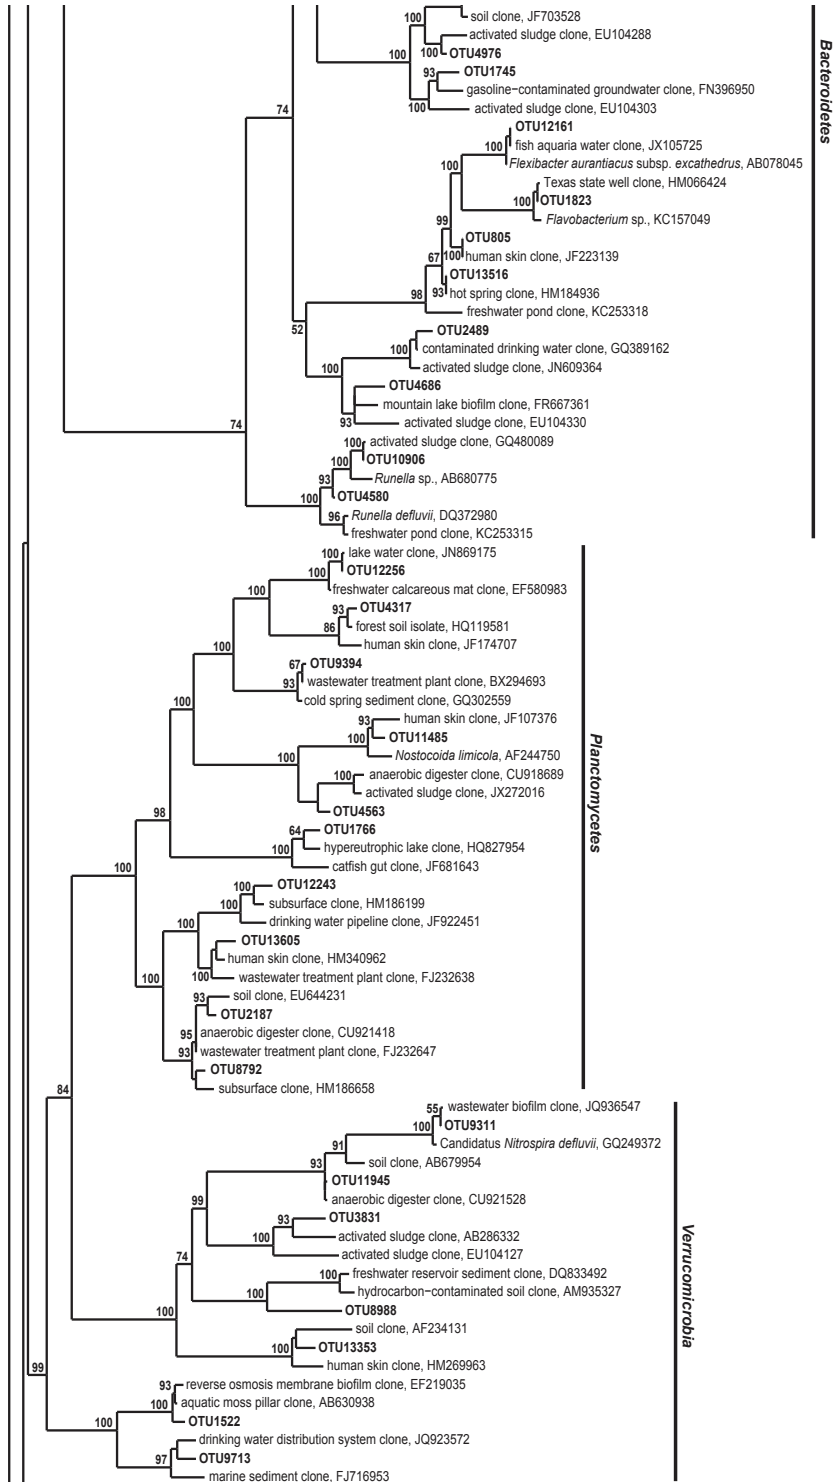 100
soil clone, JF703528
activated sludge clone, EU104288
100
100
OTU4976
93
OTU1745
gasoline−contaminated groundwater clone, FN396950
100
activated sludge clone, EU104303
74
OTU12161
100
fish aquaria water clone, JX105725
100
Flexibacter aurantiacus subsp. excathedrus, AB078045
Texas state well clone, HM066424
100
OTU1823
99
Flavobacterium sp., KC157049
OTU805
67
100
human skin clone, JF223139
OTU13516
98
93
hot spring clone, HM184936
freshwater pond clone, KC253318
52
OTU2489
100
contaminated drinking water clone, GQ389162
100
activated sludge clone, JN609364
OTU4686
mountain lake biofilm clone, FR667361
74
93
activated sludge clone, EU104330
100
activated sludge clone, GQ480089
100
OTU10906
93
Runella sp., AB680775
100
OTU4580
96
Runella defluvii, DQ372980
freshwater pond clone, KC253315
Bacteroidetes
100
lake water clone, JN869175
100
OTU12256
100
freshwater calcareous mat clone, EF580983
93
OTU4317
86
forest soil isolate, HQ119581
100
human skin clone, JF174707
67
OTU9394
93
wastewater treatment plant clone, BX294693
100
cold spring sediment clone, GQ302559
93
human skin clone, JF107376
100
OTU11485
100
Nostocoida limicola, AF244750
100
anaerobic digester clone, CU918689
activated sludge clone, JX272016
98
OTU4563
64
OTU1766
100
hypereutrophic lake clone, HQ827954
100
catfish gut clone, JF681643
100
OTU12243
subsurface clone, HM186199
100
drinking water pipeline clone, JF922451
OTU13605
human skin clone, HM340962
100
100
wastewater treatment plant clone, FJ232638
93
soil clone, EU644231
OTU2187
95
anaerobic digester clone, CU921418
93
wastewater treatment plant clone, FJ232647
OTU8792
84
subsurface clone, HM186658
Planctomycetes
55
wastewater biofilm clone, JQ936547
100
OTU9311
91
Candidatus Nitrospira defluvii, GQ249372
93
soil clone, AB679954
OTU11945
99
anaerobic digester clone, CU921528
93
OTU3831
100
activated sludge clone, AB286332
74
activated sludge clone, EU104127
100
freshwater reservoir sediment clone, DQ833492
100
hydrocarbon−contaminated soil clone, AM935327
100
OTU8988
soil clone, AF234131
100
OTU13353
human skin clone, HM269963
Verrucomicrobia
99
93
reverse osmosis membrane biofilm clone, EF219035
100
aquatic moss pillar clone, AB630938
100
OTU1522
drinking water distribution system clone, JQ923572
97
OTU9713
marine sediment clone, FJ716953